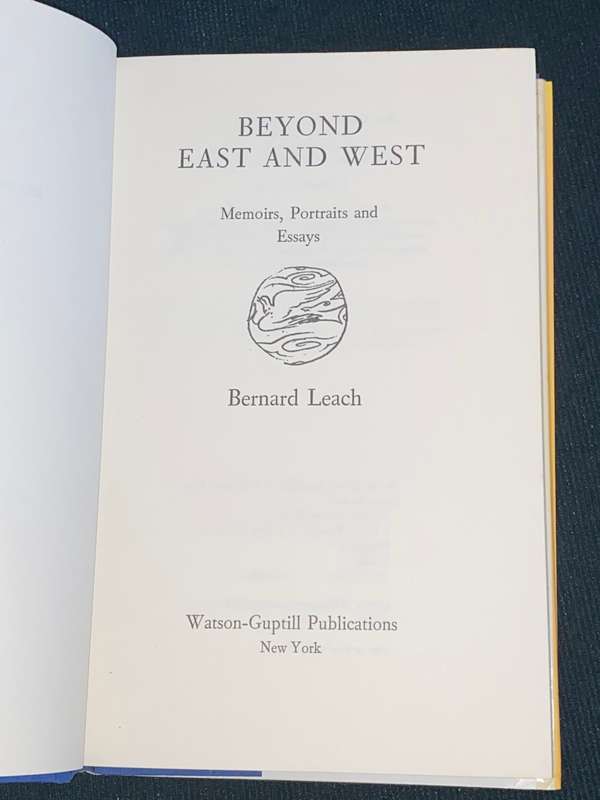 BEYOND
EAST AND WEST
Memoirs, Portraits and
Essays
Bernard Leach
Watson-Guptill Publications
New York